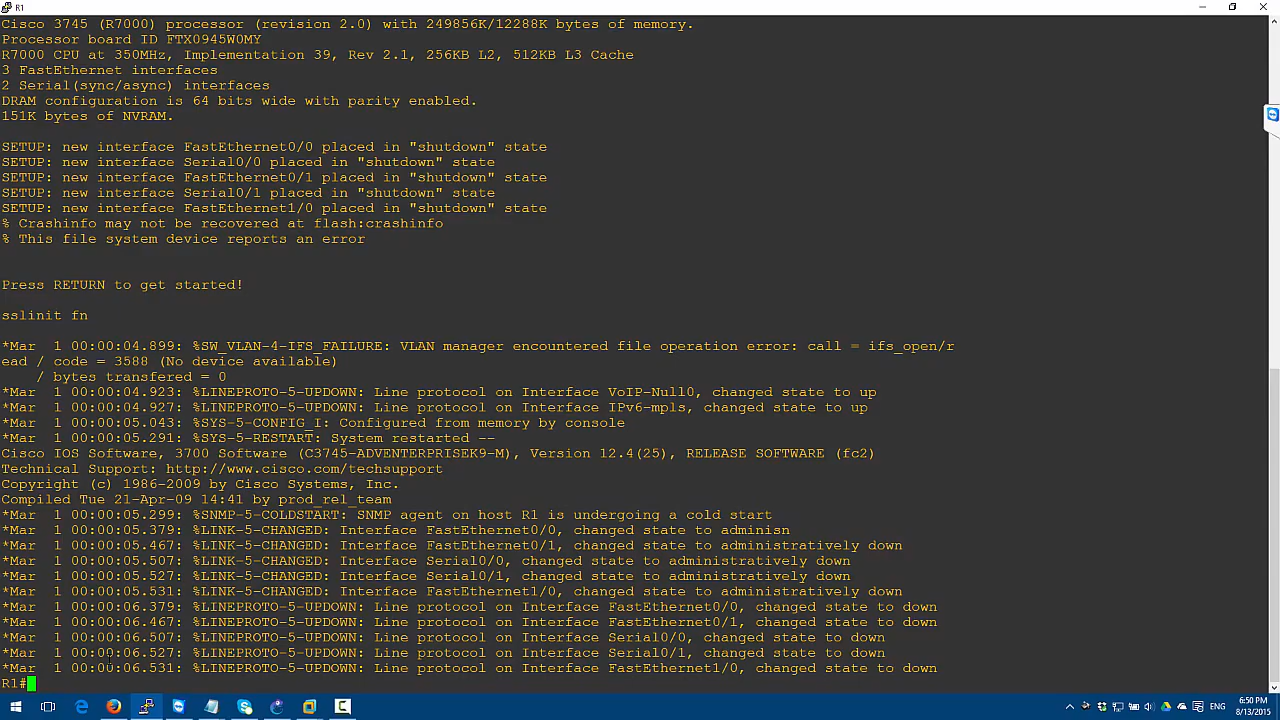 R1
Cisco 3745 (R7000) processor (revision 2.0) with 249856K/12288K bytes of memory.
Processor board ID FTX0945W0MY
R7000 CPU at 350MHz, Implementation 39, Rev 2.1, 256KB L2, 512KB L3 Cache
3 FastEthernet interfaces
2 Serial(sync/async) interfaces
DRAM configuration is 64 bits wide with parity enabled.
151K bytes of NVRAM.
SETUP: new interface FastEthernet0/0 placed in "shutdown" state
SETUP: new interface Serial0/0 placed in "shutdown" state
SETUP: new interface FastEthernet0/1 placed in "shutdown" state
SETUP: new interface Serial0/1 placed in "shutdown" state
SETUP: new interface FastEthernet1/0 placed in "shutdown" state
% Crashinfo may not be recovered at flash:crashinfo
% This file system device reports an error
Press RETURN to get started!
sslinit fn
*Mar  1 00:00:04.899: %SW_VLAN-4-IFS_FAILURE: VLAN manager encountered file operation error: call = ifs_open/r
ead / code = 3588 (No device available)
/ bytes transfered = 0
*Mar  1 00:00:04.923: %LINEPROTO-5-UPDOWN: Line protocol on Interface VoIP-Null0, changed state to up
*Mar  1 00:00:04.927: %LINEPROTO-5-UPDOWN: Line protocol on Interface IPv6-mpls, changed state to up
*Mar  1 00:00:05.043: %SYS-5-CONFIG_I: Configured from memory by console
*Mar  1 00:00:05.291: %SYS-5-RESTART: System restarted --
Cisco IOS Software, 3700 Software (C3745-ADVENTERPRISEK9-M), Version 12.4(25), RELEASE SOFTWARE (fc2)
Technical Support: http://www.cisco.com/techsupport
Copyright (c) 1986-2009 by Cisco Systems, Inc.
Compiled Tue 21-Apr-09 14:41 by prod_rel_team
*Mar  1 00:00:05.299: %SNMP-5-COLDSTART: SNMP agent on host R1 is undergoing a cold start
*Mar  1 00:00:05.379: %LINK-5-CHANGED: Interface FastEthernet0/0, changed state to adminisn
*Mar  1 00:00:05.467: %LINK-5-CHANGED: Interface FastEthernet0/1, changed state to administratively down
*Mar  1 00:00:05.507: %LINK-5-CHANGED: Interface Serial0/0, changed state to administratively down
*Mar  1 00:00:05.527: %LINK-5-CHANGED: Interface Serial0/1, changed state to administratively down
*Mar  1 00:00:05.531: %LINK-5-CHANGED: Interface FastEthernet1/0, changed state to administratively down
*Mar  1 00:00:06.379: %LINEPROTO-5-UPDOWN: Line protocol on Interface FastEthernet0/0, changed state to down
*Mar  1 00:00:06.467: %LINEPROTO-5-UPDOWN: Line protocol on Interface FastEthernet0/1, changed state to down
*Mar  1 00:00:06.507: %LINEPROTO-5-UPDOWN: Line protocol on Interface Serial0/0, changed state to down
*Mar  1 00:00:06.527: %LINEPROTO-5-UPDOWN: Line protocol on Interface Serial0/1, changed state to down
*Mar  1 00:00:06.531: %LINEPROTO-5-UPDOWN: Line protocol on Interface FastEthernet1/0, changed state to down
R1#
ENG
6:50 PM
8/13/2015